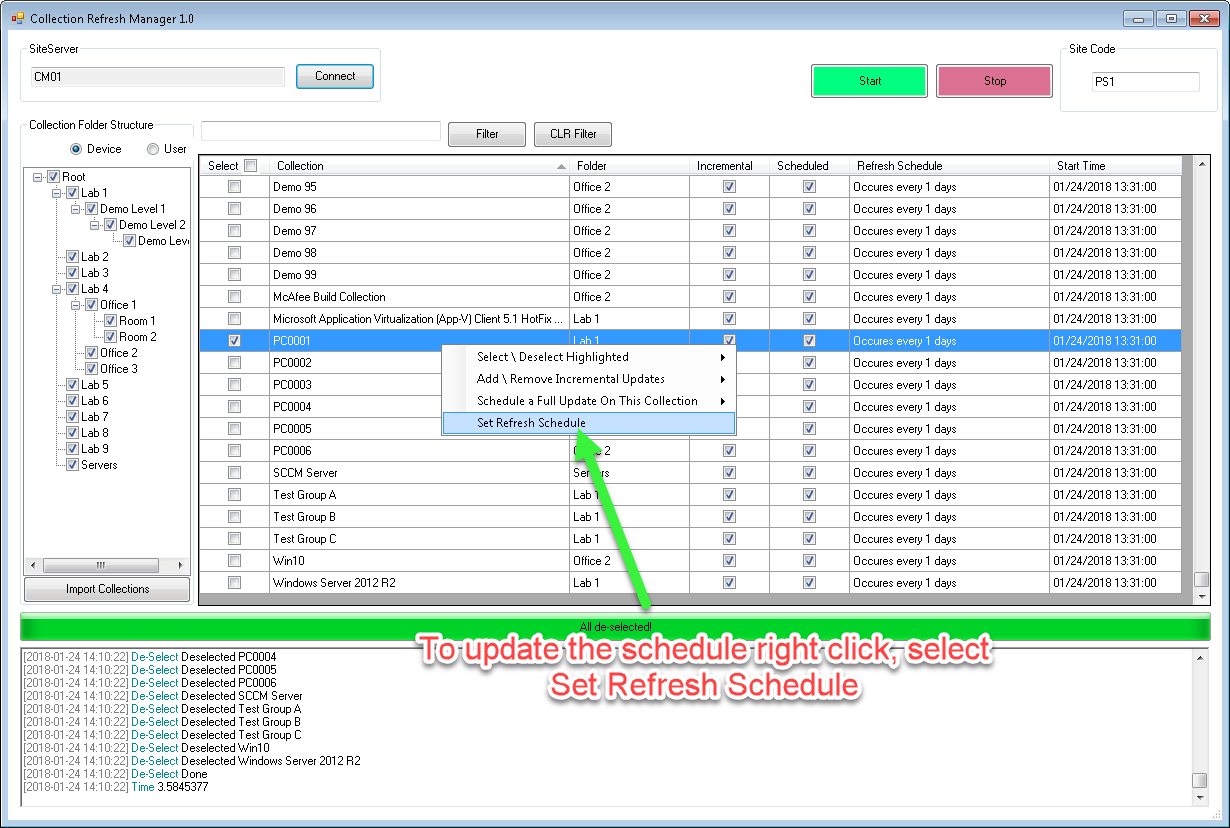 Collection Refresh Manager 1.0
SiteServer
CM01
Connect
Start
Stop
Site Code
PS1
Collection Folder Structure
Device
User
Filter
CLR Filter
Root
Lab 1
Demo Level 1
Demo Level 2
Demo Leve
Lab 2
Lab 3
Lab 4
Office 1
Room 1
Room 2
Office 2
Office 3
Lab 5
Lab 6
Lab 7
Lab 8
Lab 9
Servers
Import Collections
Select Collection Folder Incremental Scheduled Refresh Schedule Start Time
Demo 95 Office 2 Occures every 1 days 01/24/2018 13:31:00
Demo 96 Office 2 Occures every 1 days 01/24/2018 13:31:00
Demo 97 Office 2 Occures every 1 days 01/24/2018 13:31:00
Demo 98 Office 2 Occures every 1 days 01/24/2018 13:31:00
Demo 99 Office 2 Occures every 1 days 01/24/2018 13:31:00
McAfee Build Collection Office 2 Occures every 1 days 01/24/2018 13:31:00
Microsoft Application Virtualization (App-V) Client 5.1 HotFix ... Lab 1 Occures every 1 days 01/24/2018 13:31:00
PC0001 Lab 1 Occures every 1 days 01/24/2018 13:31:00
PC0002 Occures every 1 days 01/24/2018 13:31:00
PC0003 Occures every 1 days 01/24/2018 13:31:00
PC0004 Occures every 1 days 01/24/2018 13:31:00
PC0005 Occures every 1 days 01/24/2018 13:31:00
PC0006 2 Occures every 1 days 01/24/2018 13:31:00
SCCM Server Servers Occures every 1 days 01/24/2018 13:31:00
Test Group A Lab 1 Occures every 1 days 01/24/2018 13:31:00
Test Group B Lab 1 Occures every 1 days 01/24/2018 13:31:00
Test Group C Lab 1 Occures every 1 days 01/24/2018 13:31:00
Win10 Office 2 Occures every 1 days 01/24/2018 13:31:00
Windows Server 2012 R2 Lab 1 Occures every 1 days 01/24/2018 13:31:00
Select \ Deselect Highlighted
Add \ Remove Incremental Updates
Schedule a Full Update On This Collection
Set Refresh Schedule
All de-selected!
To update the schedule right click, select
Set Refresh Schedule
[2018-01-24 14:10:22] De-Select Deselected PC0004
[2018-01-24 14:10:22] De-Select Deselected PC0005
[2018-01-24 14:10:22] De-Select Deselected PC0006
[2018-01-24 14:10:22] De-Select Deselected SCCM Server
[2018-01-24 14:10:22] De-Select Deselected Test Group A
[2018-01-24 14:10:22] De-Select Deselected Test Group B
[2018-01-24 14:10:22] De-Select Deselected Test Group C
[2018-01-24 14:10:22] De-Select Deselected Win10
[2018-01-24 14:10:22] De-Select Deselected Windows Server 2012 R2
[2018-01-24 14:10:22] De-Select Done
[2018-01-24 14:10:22] Time 3.5845377